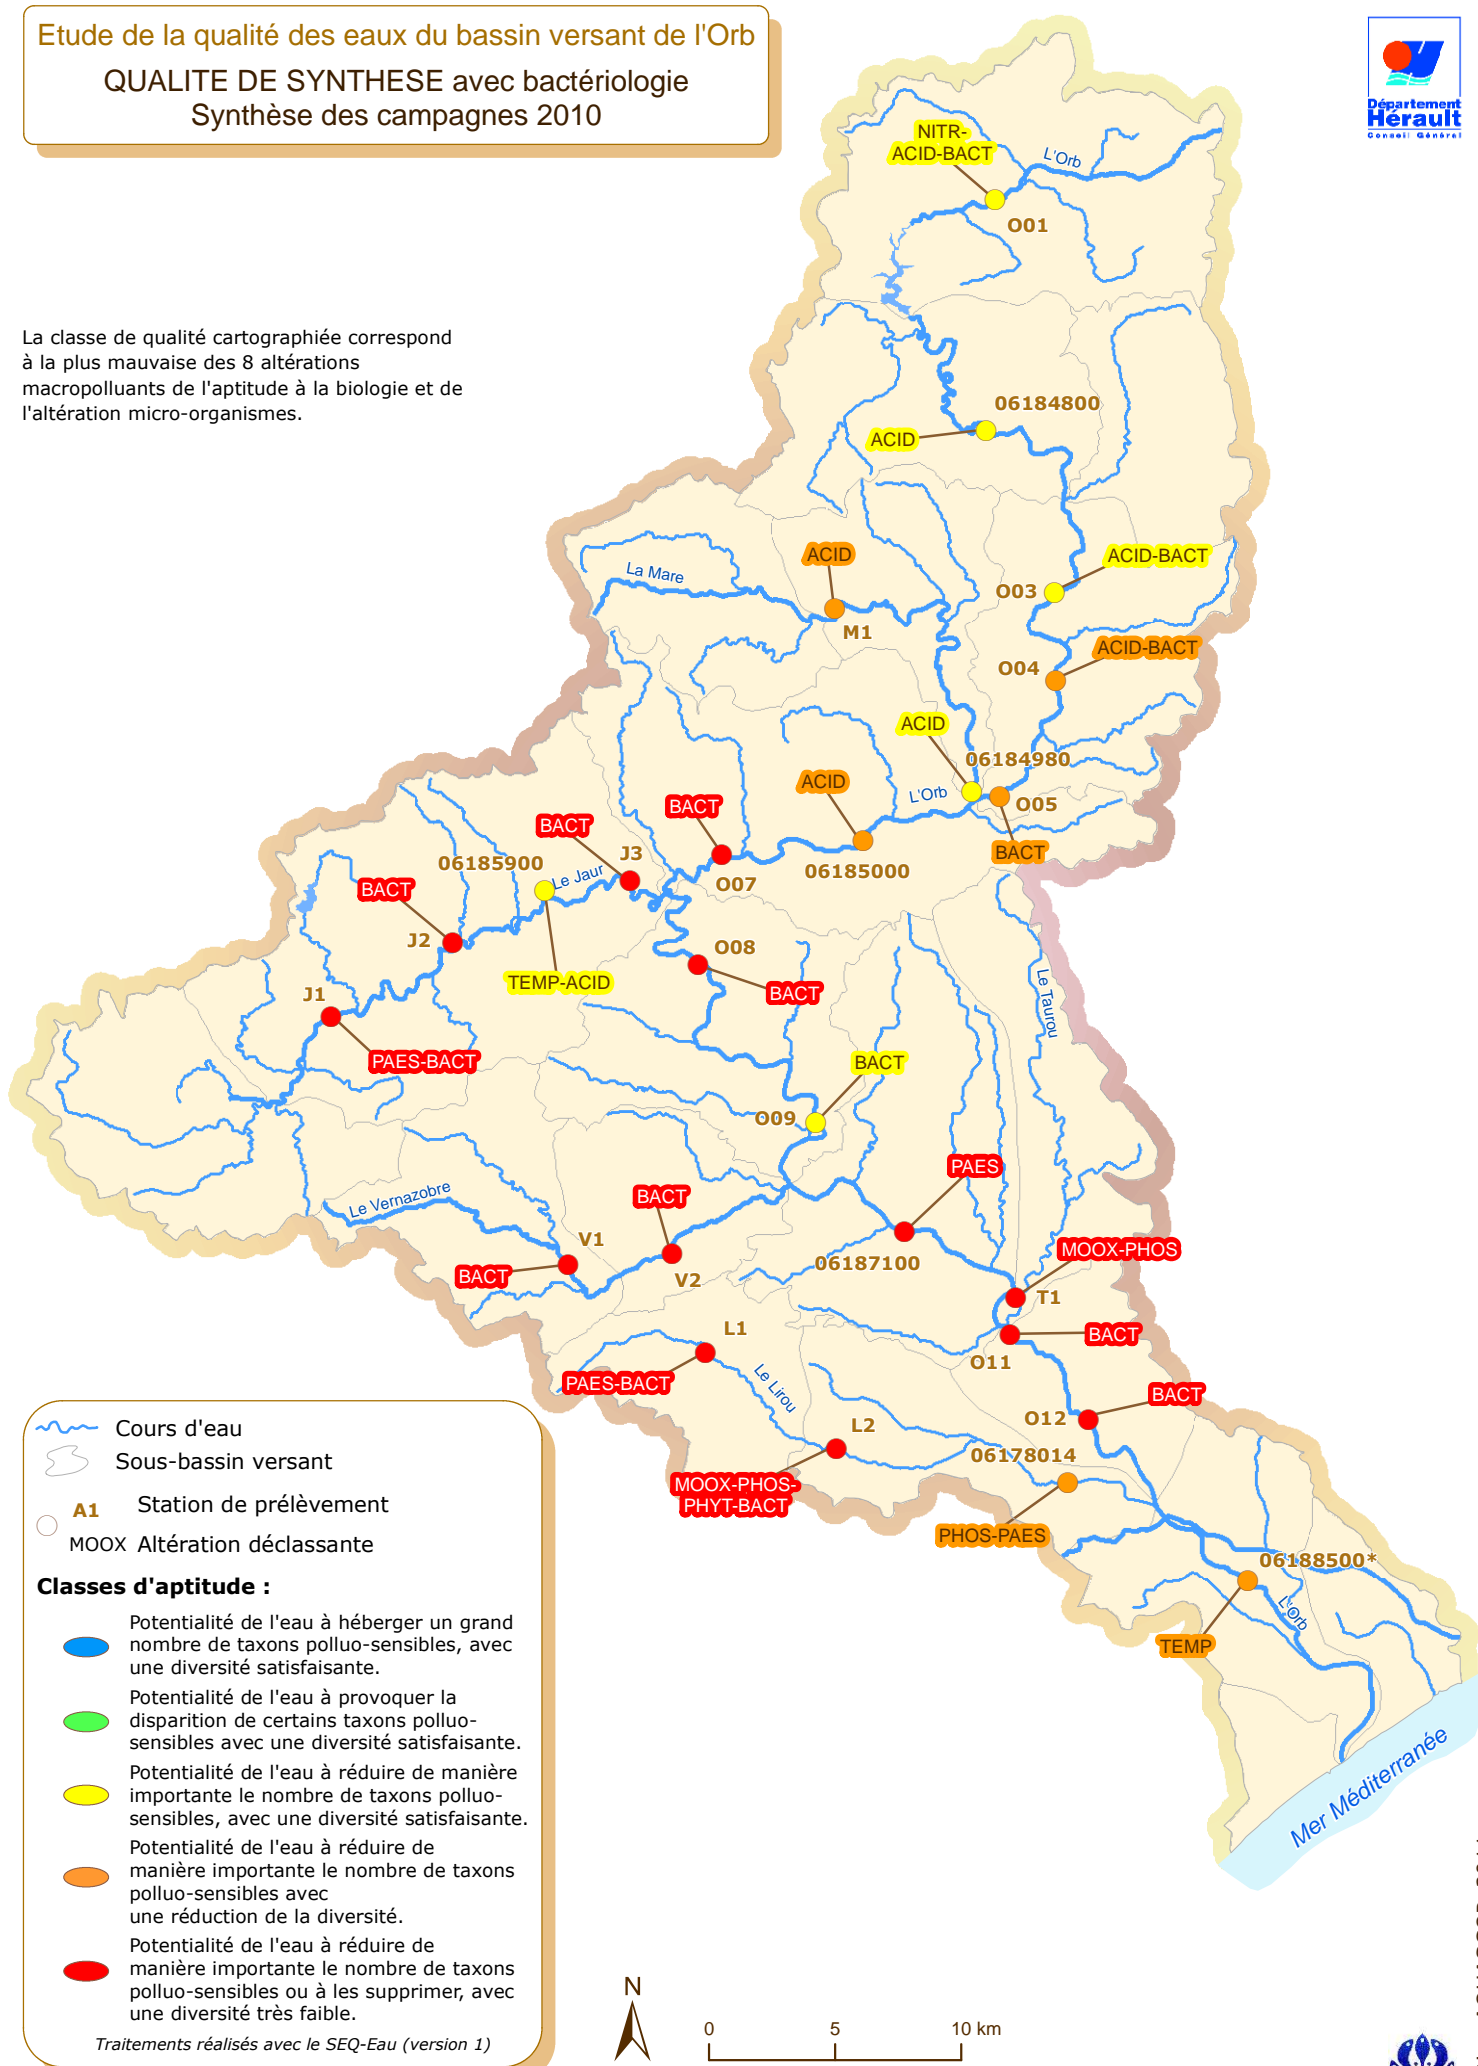 Etude de la qualité des eaux du bassin versant de l'Orb
QUALITE DE SYNTHESE avec bactériologie
Synthèse des campagnes 2010
Département
Hérault
Conseil Général
La classe de qualité cartographiée correspond
à la plus mauvaise des 8 altérations
macropolluants de l'aptitude à la biologie et de
l'altération micro-organismes.
NITR-
ACID-BACT
L'Orb
O01
06184800
ACID
ACID
La Mare
M1
ACID-BACT
O03
ACID-BACT
O04
ACID
06184980
L'Orb
O05
BACT
ACID
06185000
BACT
O07
BACT
J3
06185900
Le Jaur
BACT
J2
TEMP-ACID
O08
BACT
J1
PAES-BACT
Le Taurou
BACT
O09
PAES
06187100
Le Vernazobre
BACT
V1
BACT
V2
MOOX-PHOS
T1
BACT
O11
L1
PAES-BACT
Le Lirou
L2
MOOX-PHOS-
PHYT-BACT
BACT
O12
06178014
PHOS-PAES
06188500*
L'Orb
TEMP
Mer Méditerranée
Cours d'eau
Sous-bassin versant
A1 Station de prélèvement
MOOX Altération déclassante
Classes d'aptitude :
Potentialité de l'eau à héberger un grand
nombre de taxons polluo-sensibles, avec
une diversité satisfaisante.
Potentialité de l'eau à provoquer la
disparition de certains taxons polluo-
sensibles avec une diversité satisfaisante.
Potentialité de l'eau à réduire de manière
importante le nombre de taxons polluo-
sensibles, avec une diversité satisfaisante.
Potentialité de l'eau à réduire de
manière importante le nombre de taxons
polluo-sensibles avec
une réduction de la diversité.
Potentialité de l'eau à réduire de
manière importante le nombre de taxons
polluo-sensibles ou à les supprimer, avec
une diversité très faible.
Traitements réalisés avec le SEQ-Eau (version 1)
N
0 5 10 km